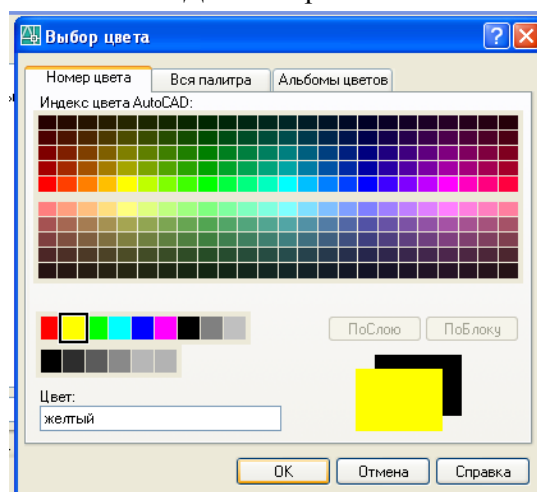 Выбор цвета
Номер цвета Вся палитра Альбомы цветов
Индекс цвета AutoCAD:
ПоСлою ПоБлоку
Цвет:
желтый
OK Отмена Справка